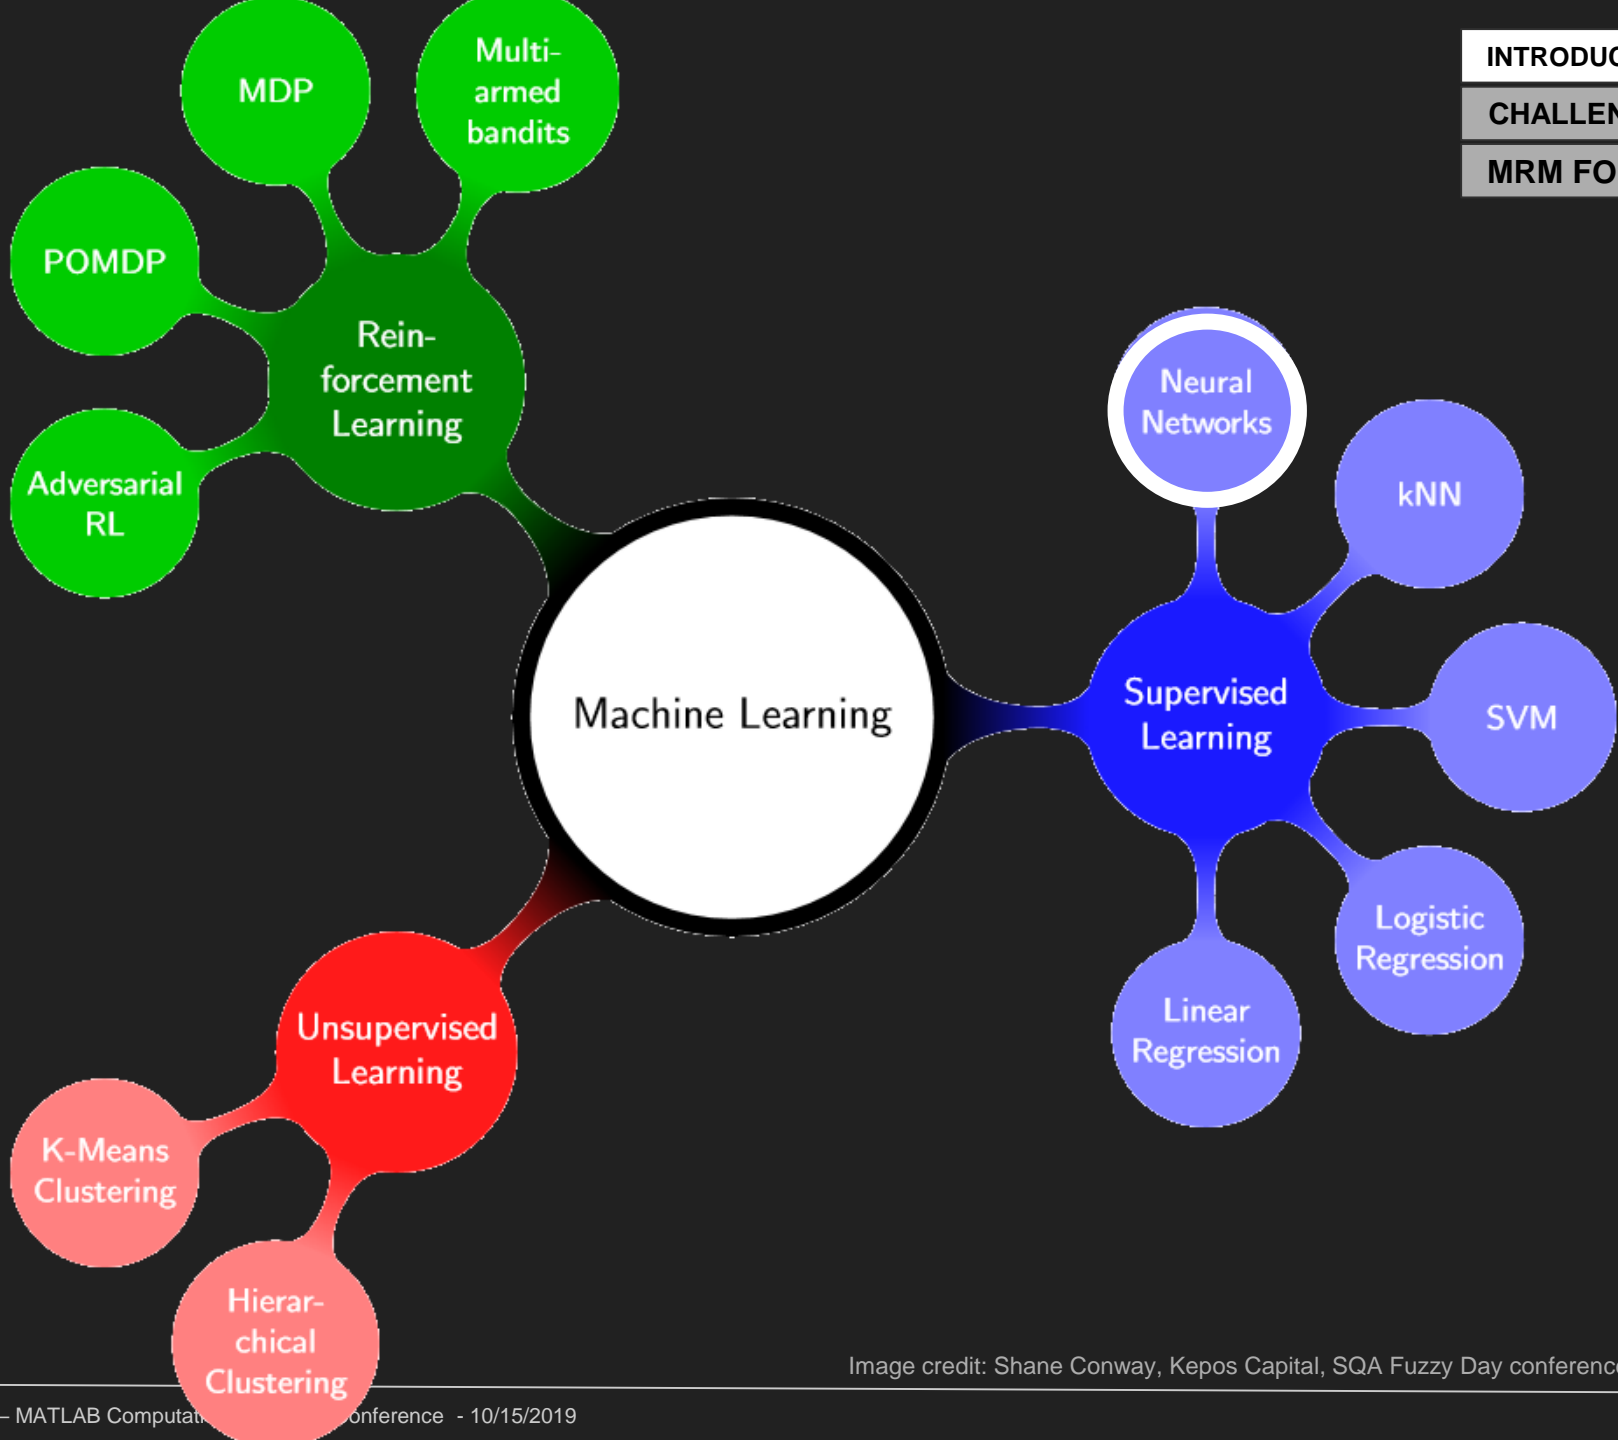 MDP
Multi-
armed
bandits
POMDP
Rein-
forcement
Learning
Adversarial
RL
INTRODUC
CHALLEN
MRM FO
Neural
Networks
kNN
SVM
Supervised
Learning
Logistic
Regression
Linear
Regression
Machine Learning
Unsupervised
Learning
K-Means
Clustering
Hierar-
chical
Clustering
Image credit: Shane Conway, Kepos Capital, SQA Fuzzy Day conference
– MATLAB Computat onference - 10/15/2019